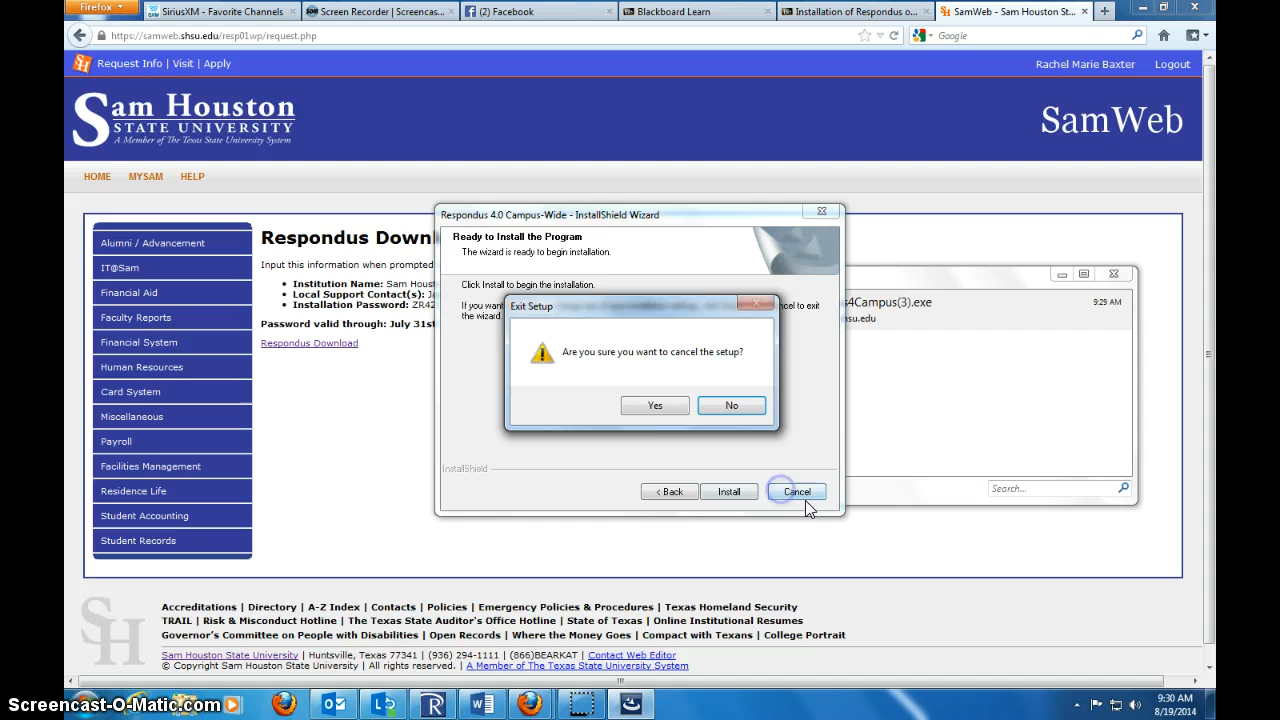 Firefox
SiriusXM - Favorite Channels
Screen Recorder | Screencas...
(2) Facebook
Blackboard Learn
Installation of Respondus o...
SamWeb - Sam Houston St...
https://samweb.shsu.edu/resp01wp/request.php
Google
Request Info | Visit | Apply
Rachel Marie Baxter
Logout
Sam Houston
STATE UNIVERSITY
A Member of The Texas State University System
SamWeb
HOME
MYSAM
HELP
Alumni / Advancement
IT@Sam
Financial Aid
Faculty Reports
Financial System
Human Resources
Card System
Miscellaneous
Payroll
Facilities Management
Residence Life
Student Accounting
Student Records
Respondus Down
Input this information when prompted
Institution Name: Sam Hous
Local Support Contact(s):
Installation Password: ZR42
Password valid through: July 31st
Respondus Download
Respondus 4.0 Campus-Wide - InstallShield Wizard
Ready to Install the Program
The wizard is ready to begin installation.
Click Install to begin the installation.
If you want
cel to exit
the wizard.
Exit Setup
Are you sure you want to cancel the setup?
Yes
No
InstallShield
< Back
Install
Cancel
s4Campus(3).exe
9:29 AM
hsu.edu
Search...
Accreditations | Directory | A-Z Index | Contacts | Policies | Emergency Policies & Procedures | Texas Homeland Security
TRAIL | Risk & Misconduct Hotline | The Texas State Auditor's Office Hotline | State of Texas | Online Institutional Resumes
Governor's Committee on People with Disabilities | Open Records | Where the Money Goes | Compact with Texans | College Portrait
Sam Houston State University | Huntsville, Texas 77341 | (936) 294-1111 | (866)BEARKAT | Contact Web Editor
© Copyright Sam Houston State University | All rights reserved. | A Member of The Texas State University System
Screencast-O-Matic.com
9:30 AM
8/19/2014